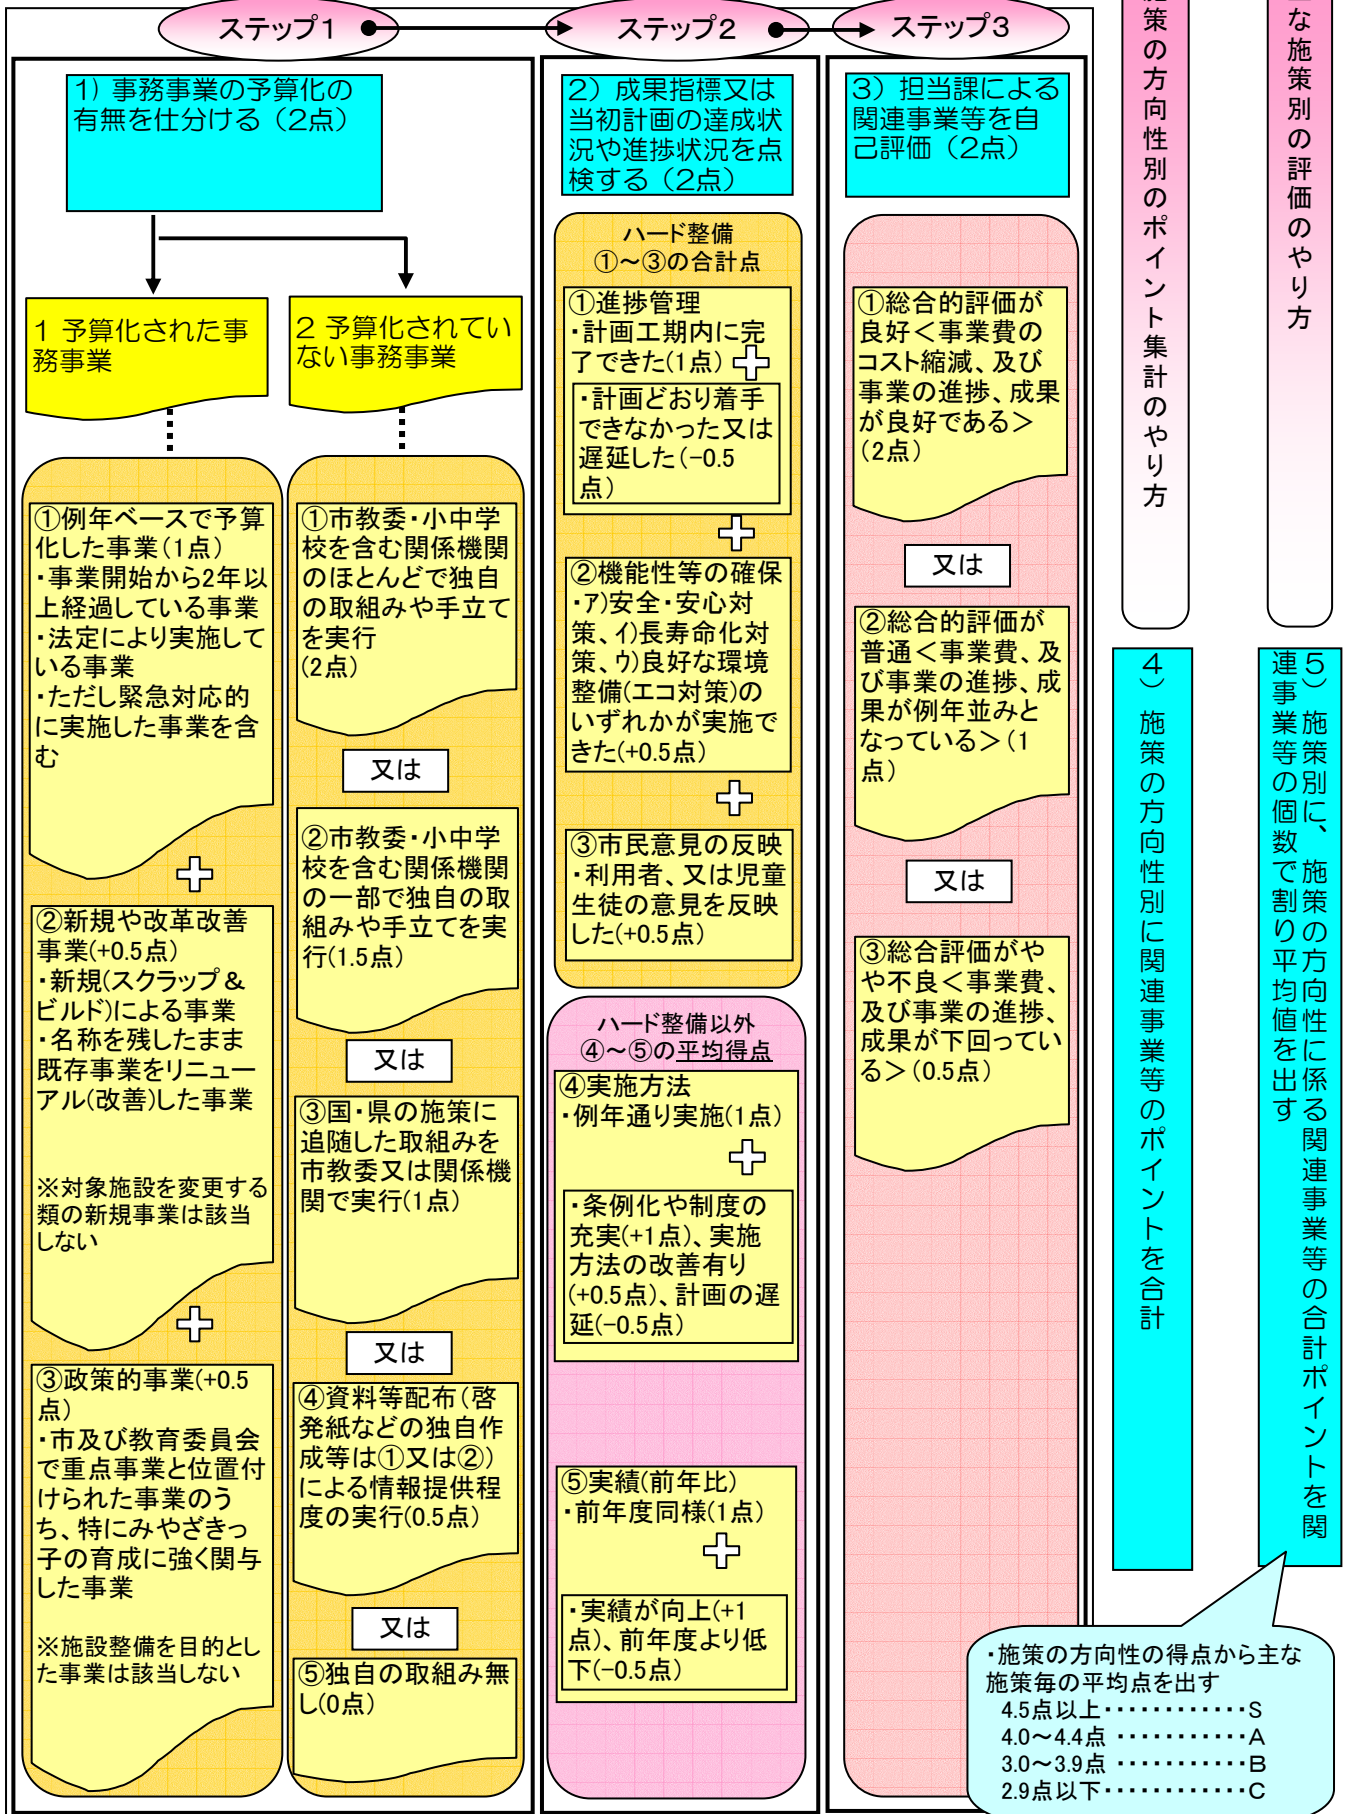 ステップ1
ステップ2
ステップ3
1）事務事業の予算化の
有無を仕分ける（2点）
1 予算化された事
務事業
2 予算化されてい
ない事務事業
①例年ベースで予算
化した事業(1点)
・事業開始から2年以
上経過している事業
・法定により実施して
いる事業
・ただし緊急対応的
に実施した事業を含
む
②新規や改革改善
事業(+0.5点)
・新規(スクラップ&
ビルド)による事業
・名称を残したまま
既存事業をリニュー
アル(改善)した事業
※対象施設を変更する
類の新規事業は該当
しない
③政策的事業(+0.5
点)
・市及び教育委員会
で重点事業と位置付
けられた事業のう
ち、特にみやざきっ
子の育成に強く関与
した事業
※施設整備を目的とし
た事業は該当しない
①市教委・小中学
校を含む関係機関
のほとんどで独自
の取組みや手立て
を実行
(2点)
又は
②市教委・小中学
校を含む関係機関
の一部で独自の取
組みや手立てを実
行(1.5点)
又は
③国・県の施策に
追随した取組みを
市教委又は関係機
関で実行(1点)
又は
④資料等配布(啓
発紙などの独自作
成等は①又は②)
による情報提供程
度の実行(0.5点)
又は
⑤独自の取組み無
し(0点)
2）成果指標又は
当初計画の達成状
況や進捗状況を点
検する（2点）
ハード整備
①～③の合計点
①進捗管理
・計画工期内に完
了できた(1点)
・計画どおり着手
できなかった又は
遅延した(-0.5
点)
②機能性等の確保
・ア)安全・安心対
策、イ)長寿命化対
策、ウ)良好な環境
整備(エコ対策)の
いずれかが実施で
きた(+0.5点)
③市民意見の反映
・利用者、又は児童
生徒の意見を反映
した(+0.5点)
ハード整備以外
④～⑤の平均得点
④実施方法
・例年通り実施(1点)
・条例化や制度の
充実(+1点)、実施
方法の改善有り
(+0.5点)、計画の遅
延(-0.5点)
⑤実績(前年比)
・前年度同様(1点)
・実績が向上(+1
点)、前年度より低
下(-0.5点)
3）担当課による
関連事業等を自
己評価（2点）
①総合的評価が
良好＜事業費の
コスト縮減、及び
事業の進捗、成果
が良好である＞
(2点)
又は
②総合的評価が
普通＜事業費、及
び事業の進捗、成
果が例年並みと
なっている＞(1
点)
又は
③総合評価がや
や不良＜事業費、
及び事業の進捗、
成果が下回ってい
る＞(0.5点)
策の方向性別のポイント集計のやり方
4）施策の方向性別に関連事業等のポイントを合計
な施策別の評価のやり方
5）施策別に、施策の方向性に係る関連事業等の合計ポイントを関
連事業等の個数で割り平均値を出す
・施策の方向性の得点から主な
施策毎の平均点を出す
4.5点以上・・・・・・・・・・・・S
4.0～4.4点 ・・・・・・・・・・・A
3.0～3.9点 ・・・・・・・・・・・B
2.9点以下・・・・・・・・・・・・C